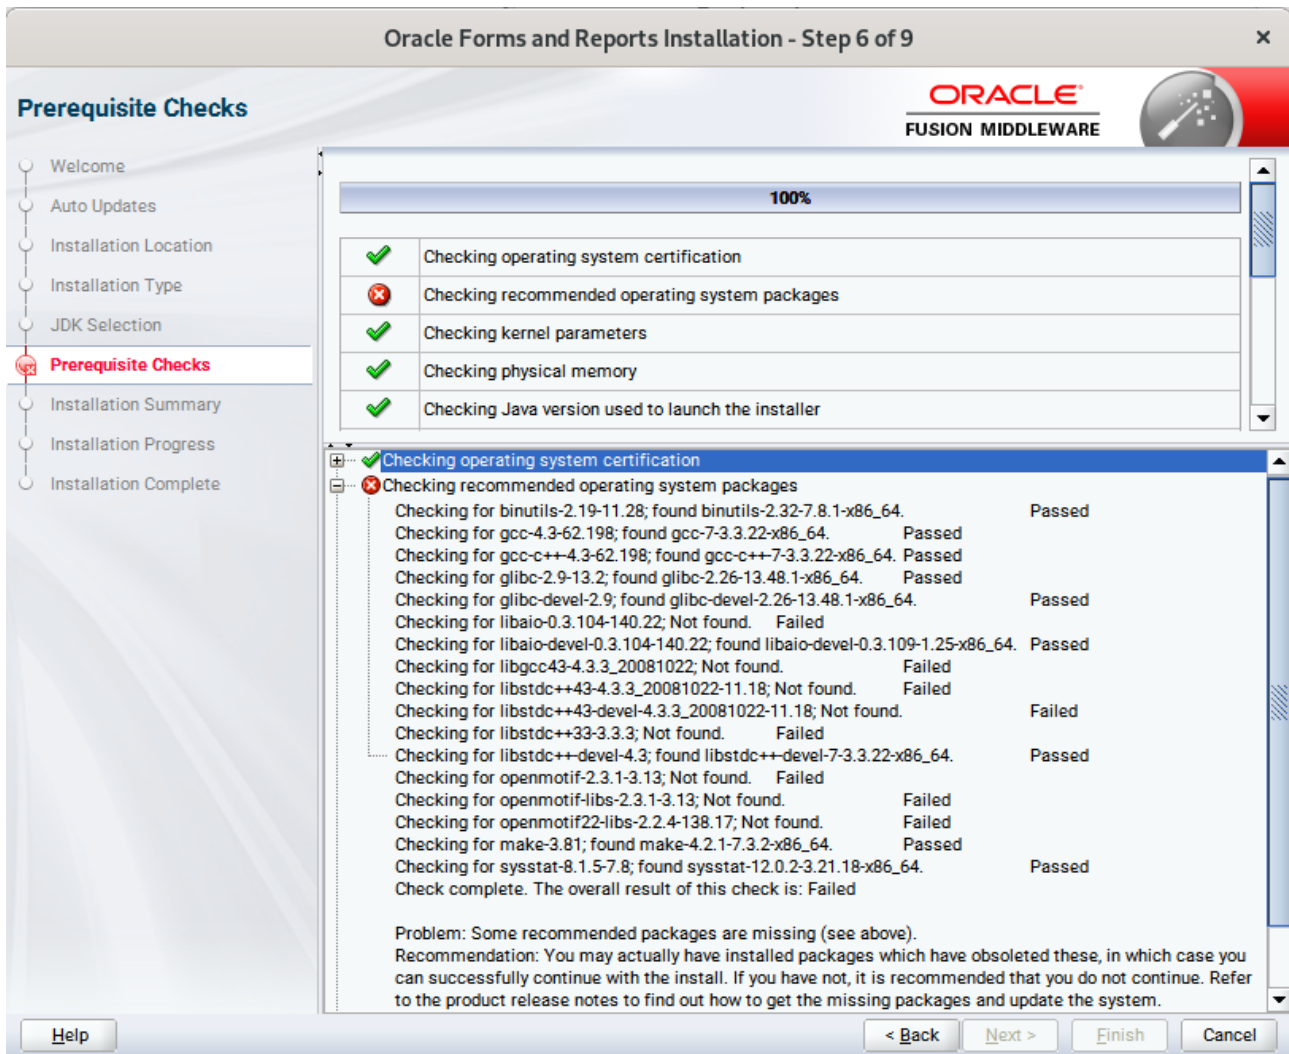 Oracle Forms and Reports Installation - Step 6 of 9
Prerequisite Checks
ORACLE
FUSION MIDDLEWARE
Welcome
Auto Updates
Installation Location
Installation Type
JDK Selection
Prerequisite Checks
Installation Summary
Installation Progress
Installation Complete
100%
Checking operating system certification
Checking recommended operating system packages
Checking kernel parameters
Checking physical memory
Checking Java version used to launch the installer
Checking operating system certification
Checking recommended operating system packages
Checking for binutils-2.19-11.28; found binutils-2.32-7.8.1-x86_64. Passed
Checking for gcc-4.3-62.198; found gcc-7-3.3.22-x86_64. Passed
Checking for gcc-c++-4.3-62.198; found gcc-c++-7-3.3.22-x86_64. Passed
Checking for glibc-2.9-13.2; found glibc-2.26-13.48.1-x86_64. Passed
Checking for glibc-devel-2.9; found glibc-devel-2.26-13.48.1-x86_64. Passed
Checking for libaio-0.3.104-140.22; Not found. Failed
Checking for libaio-devel-0.3.104-140.22; found libaio-devel-0.3.109-1.25-x86_64. Passed
Checking for libgcc43-4.3.3_20081022; Not found. Failed
Checking for libstdc++43-4.3.3_20081022-11.18; Not found. Failed
Checking for libstdc++43-devel-4.3.3_20081022-11.18; Not found. Failed
Checking for libstdc++33-3.3.3; Not found. Failed
Checking for libstdc++-devel-4.3; found libstdc++-devel-7-3.3.22-x86_64. Passed
Checking for openmotif-2.3.1-3.13; Not found. Failed
Checking for openmotif-libs-2.3.1-3.13; Not found. Failed
Checking for openmotif22-libs-2.2.4-138.17; Not found. Failed
Checking for make-3.81; found make-4.2.1-7.3.2-x86_64. Passed
Checking for sysstat-8.1.5-7.8; found sysstat-12.0.2-3.21.18-x86_64. Passed
Check complete. The overall result of this check is: Failed
Problem: Some recommended packages are missing (see above).
Recommendation: You may actually have installed packages which have obsoleted these, in which case you
can successfully continue with the install. If you have not, it is recommended that you do not continue. Refer
to the product release notes to find out how to get the missing packages and update the system.
Help
< Back
Next >
Finish
Cancel